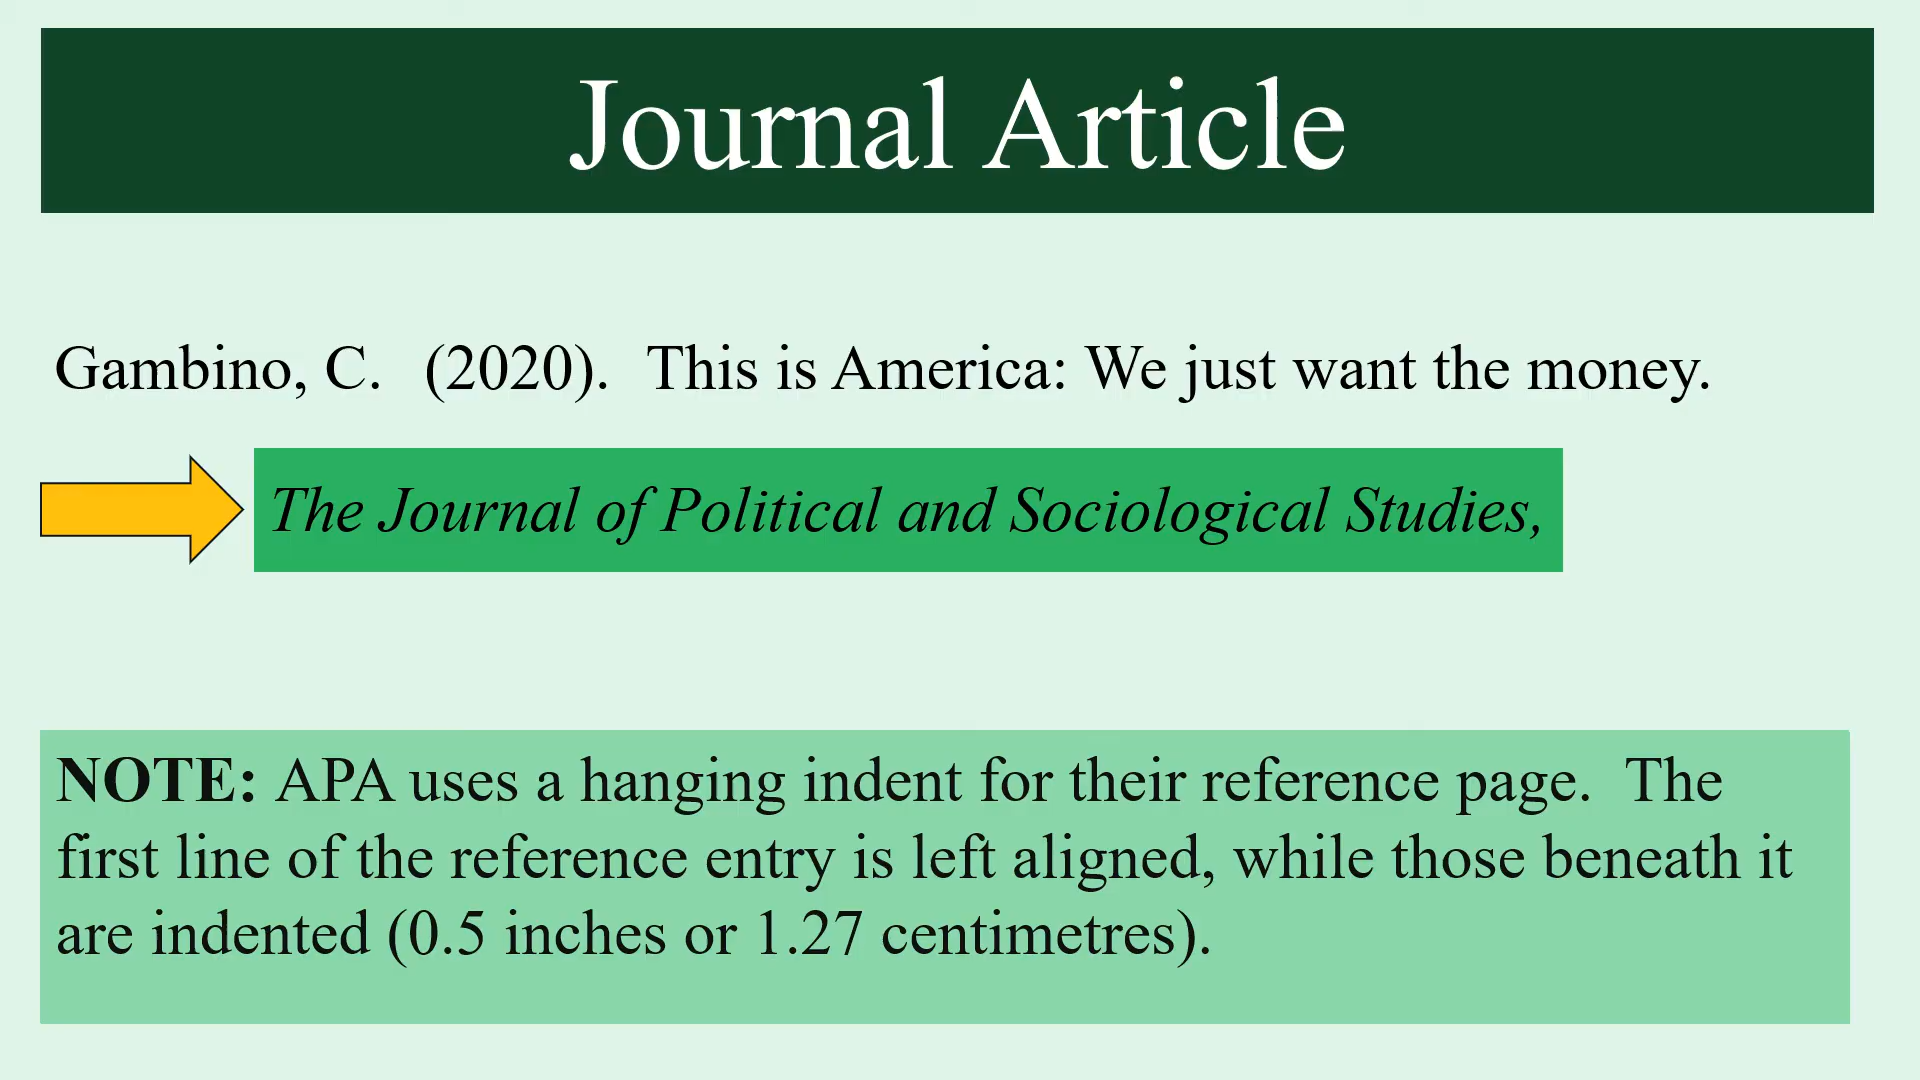 Journal Article
Gambino, C. (2020). This is America: We just want the money.
The Journal of Political and Sociological Studies,
NOTE: APA uses a hanging indent for their reference page. The
first line of the reference entry is left aligned, while those beneath it
are indented (0.5 inches or 1.27 centimetres).